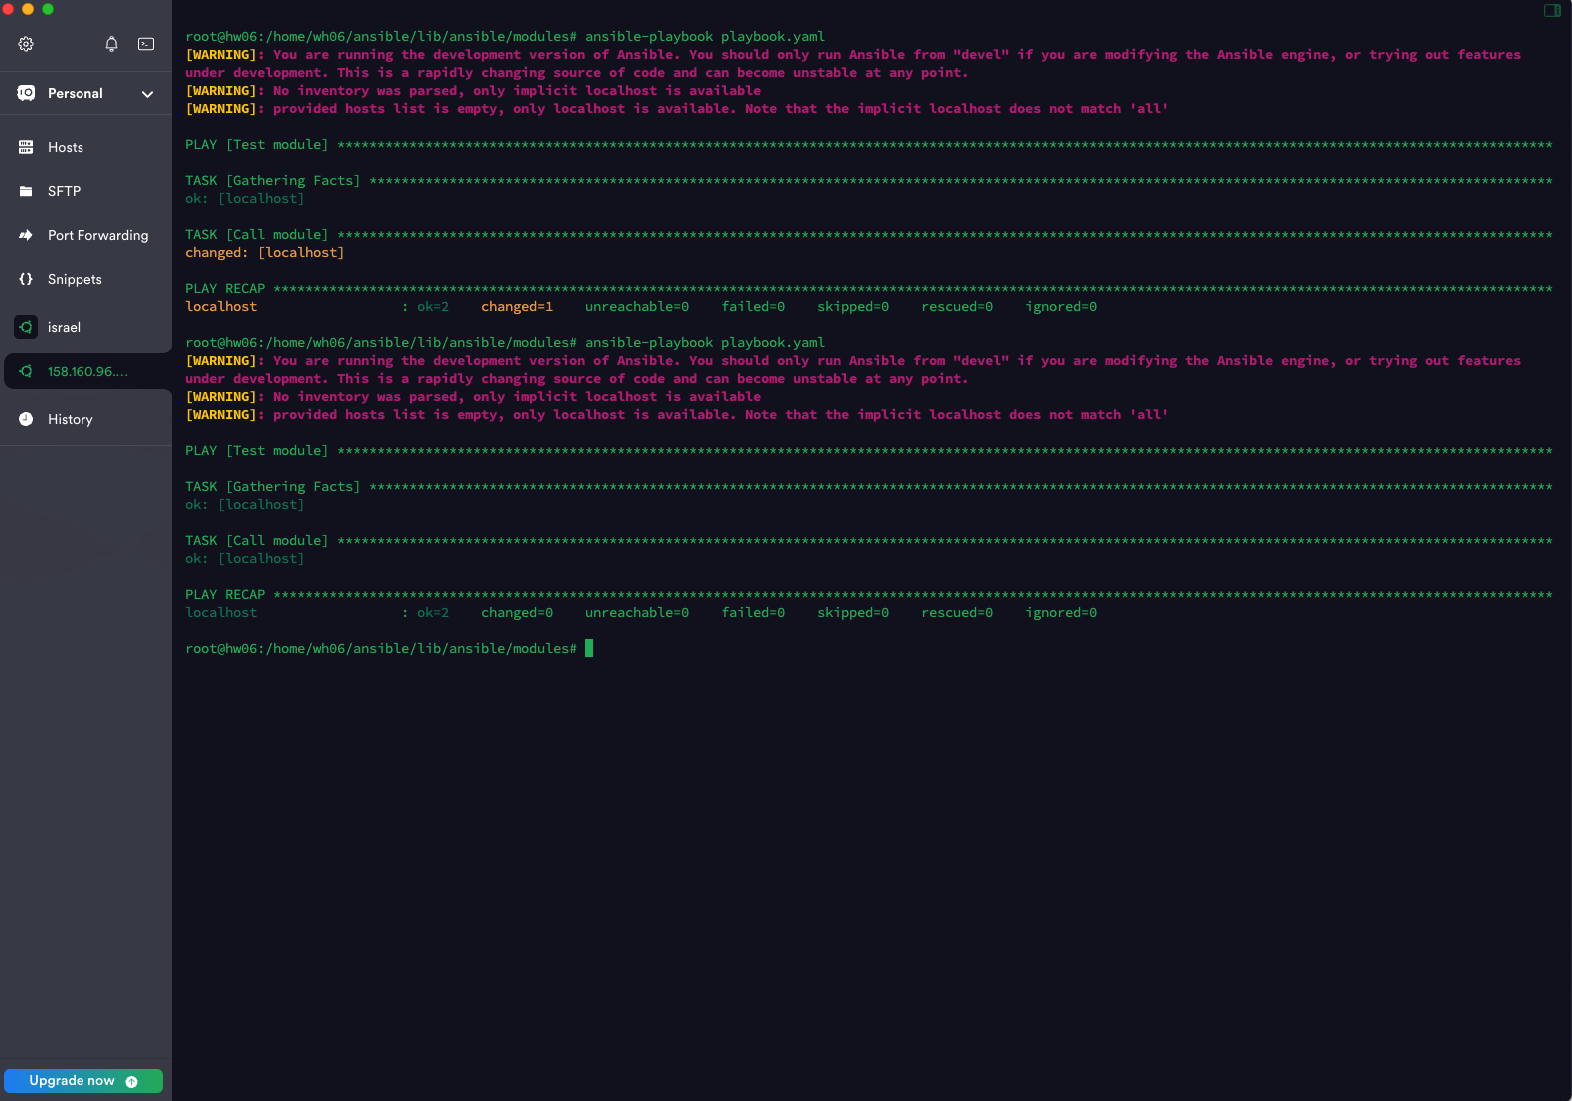 Personal
Hosts
SFTP
Port Forwarding
Snippets
israel
158.160.96....
History
Upgrade now
root@hw06:/home/wh06/ansible/lib/ansible/modules# ansible-playbook playbook.yaml
[WARNING]: You are running the development version of Ansible. You should only run Ansible from "devel" if you are modifying the Ansible engine, or trying out features
under development. This is a rapidly changing source of code and can become unstable at any point.
[WARNING]: No inventory was parsed, only implicit localhost is available
[WARNING]: provided hosts list is empty, only localhost is available. Note that the implicit localhost does not match 'all'
PLAY [Test module] ********************************************************************************************************************************************************
TASK [Gathering Facts] ****************************************************************************************************************************************************
ok: [localhost]
TASK [Call module] ********************************************************************************************************************************************************
changed: [localhost]
PLAY RECAP ****************************************************************************************************************************************************************
localhost                  : ok=2    changed=1    unreachable=0    failed=0    skipped=0    rescued=0    ignored=0
root@hw06:/home/wh06/ansible/lib/ansible/modules# ansible-playbook playbook.yaml
[WARNING]: You are running the development version of Ansible. You should only run Ansible from "devel" if you are modifying the Ansible engine, or trying out features
under development. This is a rapidly changing source of code and can become unstable at any point.
[WARNING]: No inventory was parsed, only implicit localhost is available
[WARNING]: provided hosts list is empty, only localhost is available. Note that the implicit localhost does not match 'all'
PLAY [Test module] ********************************************************************************************************************************************************
TASK [Gathering Facts] ****************************************************************************************************************************************************
ok: [localhost]
TASK [Call module] ********************************************************************************************************************************************************
ok: [localhost]
PLAY RECAP ****************************************************************************************************************************************************************
localhost                  : ok=2    changed=0    unreachable=0    failed=0    skipped=0    rescued=0    ignored=0
root@hw06:/home/wh06/ansible/lib/ansible/modules#